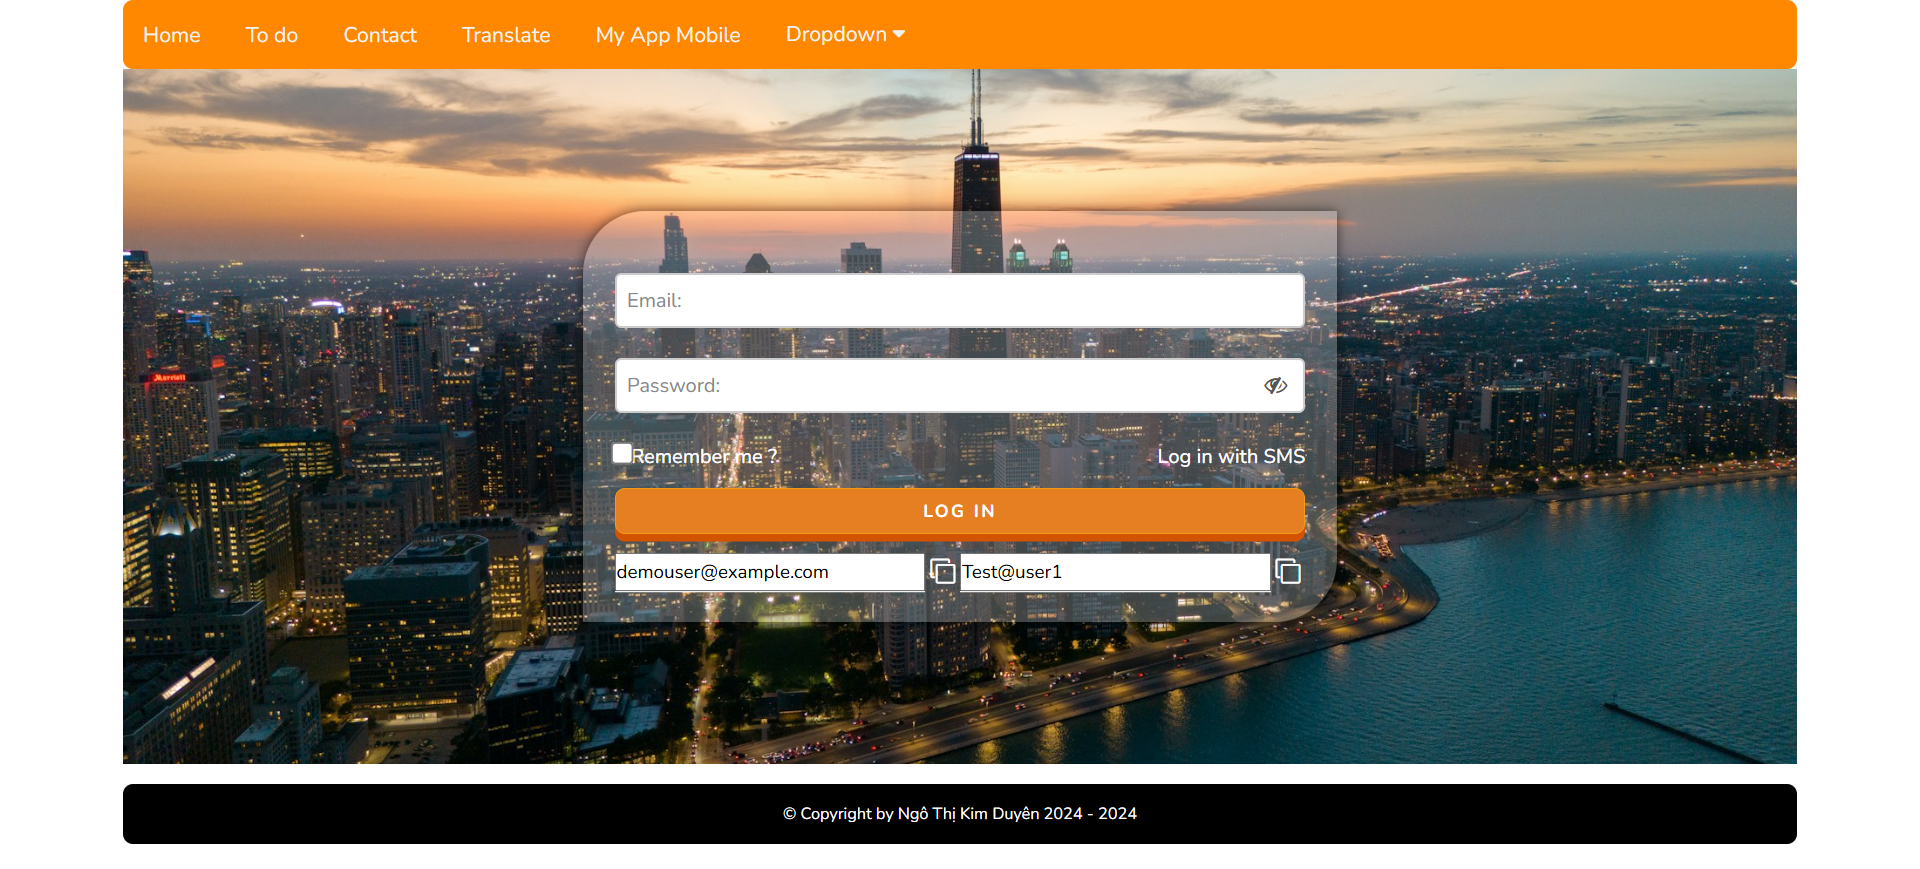 Home To do Contact Translate My App Mobile Dropdown
Marriott
Email:
Password:
Remember me ? Log in with SMS
LOG IN
demouser@example.com Test@user1
© Copyright by Ngô Thị Kim Duyên 2024 - 2024